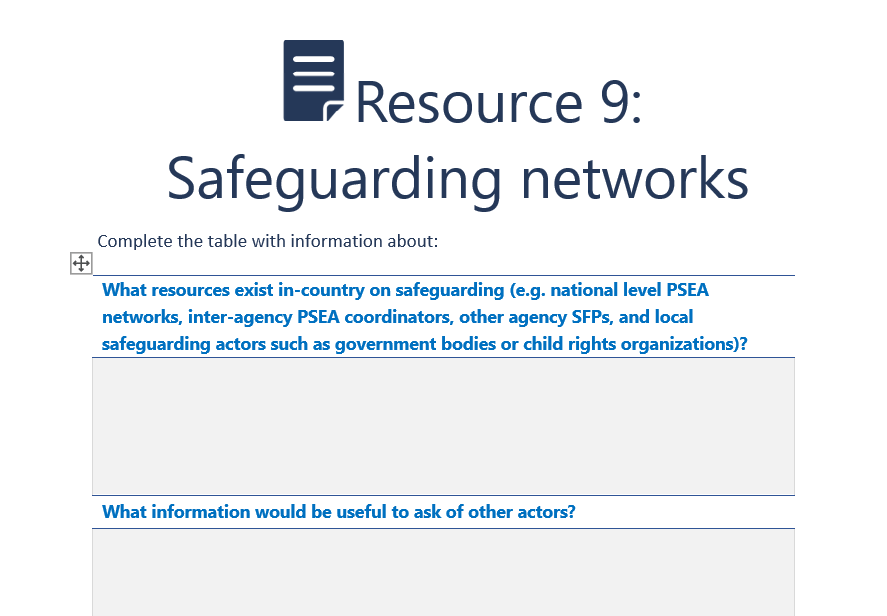 Resource 9:
Safeguarding networks
Complete the table with information about:
What resources exist in-country on safeguarding (e.g. national level PSEA
networks, inter-agency PSEA coordinators, other agency SFPs, and local
safeguarding actors such as government bodies or child rights organizations)?
What information would be useful to ask of other actors?